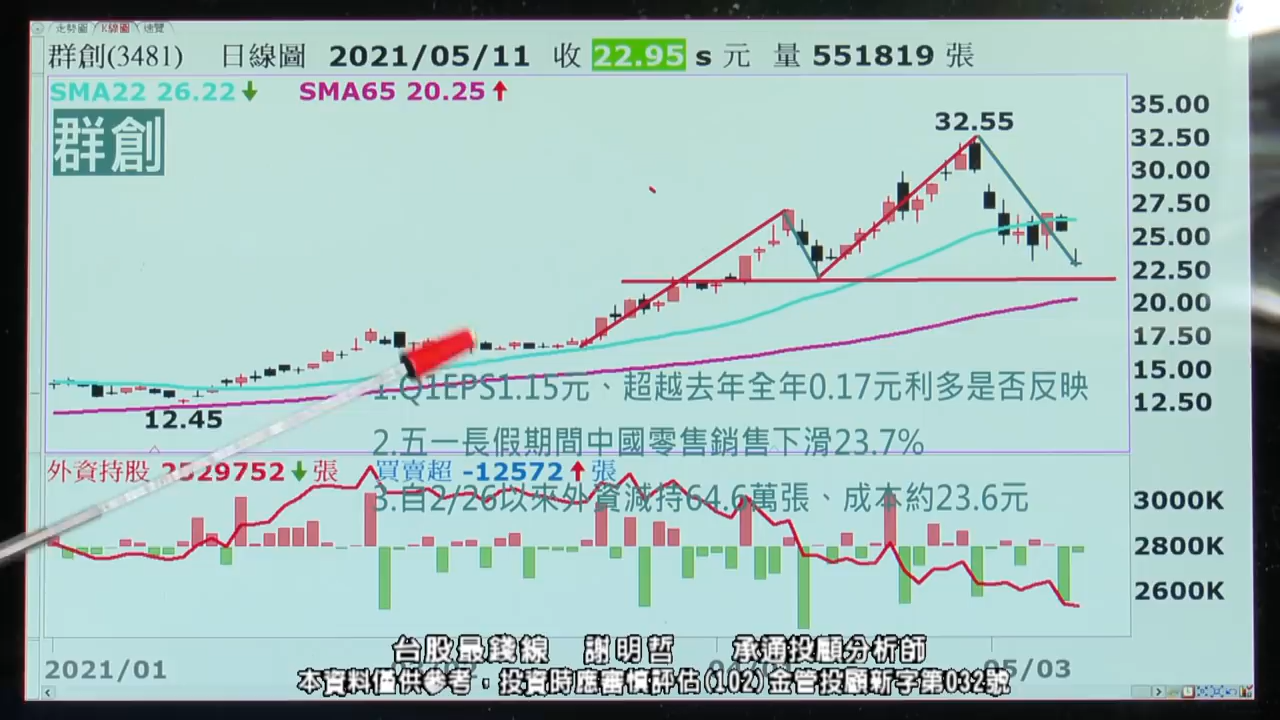 走勢圖 K線圖 速覽
群創(3481) 日線圖 2021/05/11 收 22.95 s 元 量 551819 張
SMA22 26.22↓ SMA65 20.25↑
群創
32.55
12.45
35.00
32.50
30.00
27.50
25.00
22.50
20.00
17.50
15.00
12.50
1.Q1EPS1.15元、超越去年全年0.17元利多是否反映
2.五一長假期間中國零售銷售下滑23.7%
外資持股 2529752↓張 買賣超 -12572↑張
3.自2/26以來外資減持64.6萬張、成本約23.6元
3000K
2800K
2600K
台股最錢線 謝明哲 承通投顧分析師
2021/01 05/03
本資料僅供參考，投資時應審慎評估(102)金管投顧新字第032號